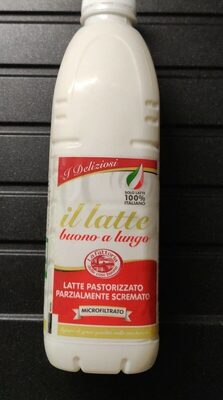 I Deliziosi
SOLO LATTE
100%
ITALIANO
il latte
buono a lungo
LATTE PASTORIZZATO
PARZIALMENTE SCREMATO
MICROFILTRATO